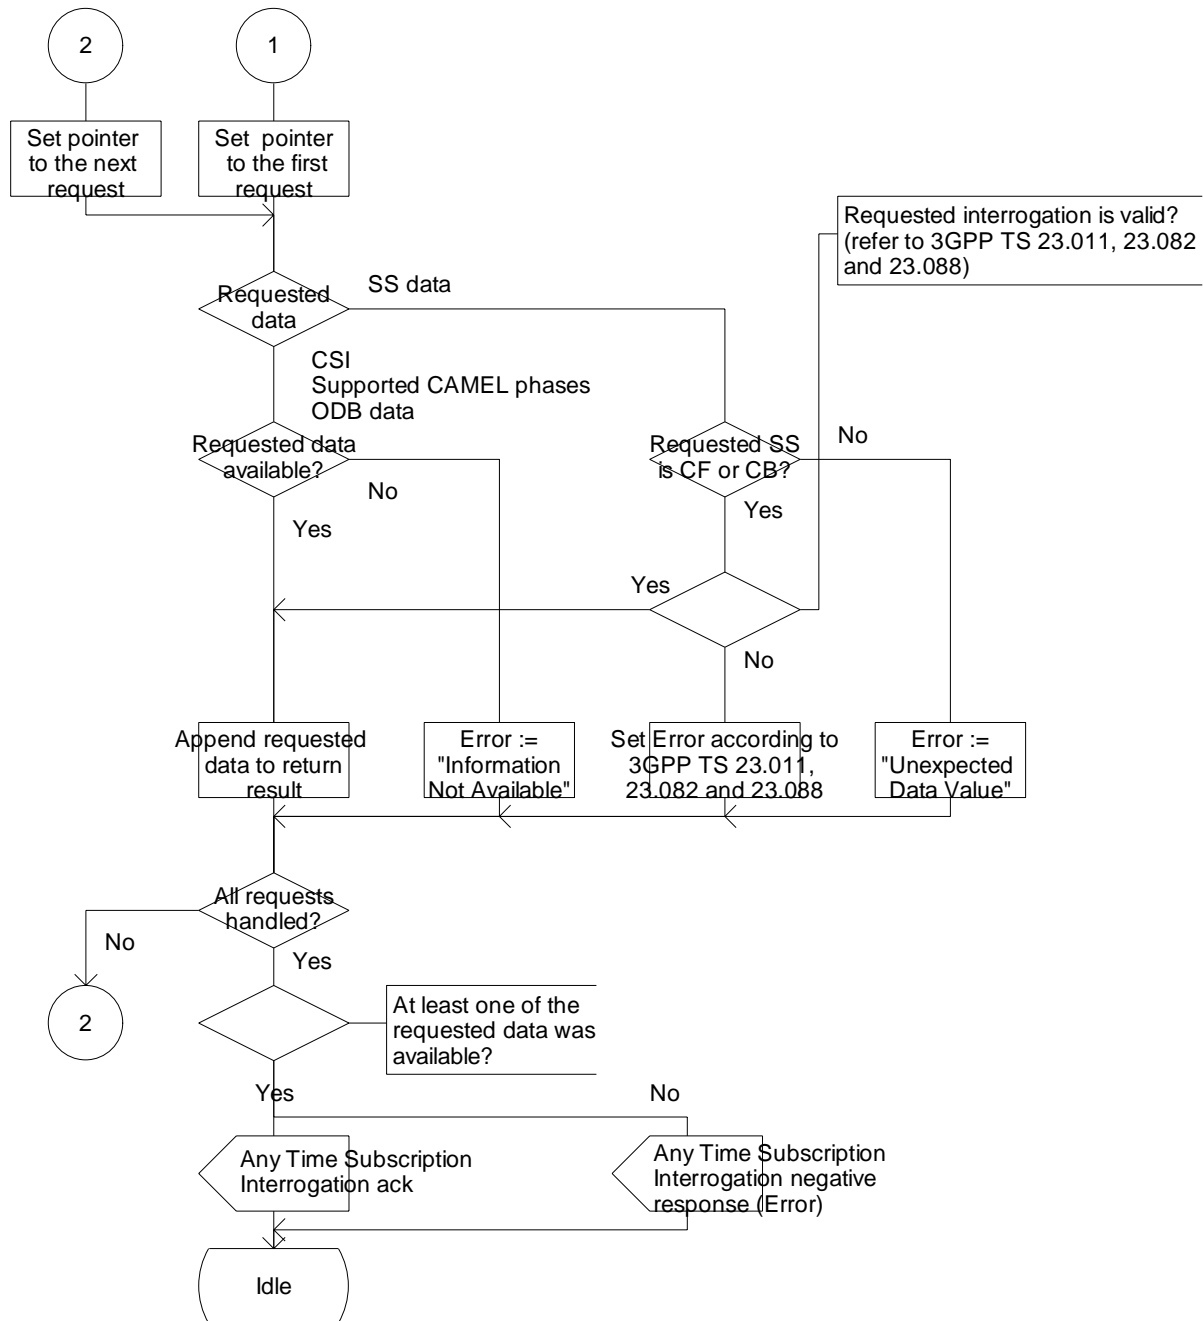 2
1
Set pointer
to the next
request
Set  pointer
to the first
request
Requested interrogation is valid?
(refer to 3GPP TS 23.011, 23.082
and 23.088)
Requested
data
SS data
CSI
Supported CAMEL phases
ODB data
Requested data
available?
No
Yes
Requested SS
is CF or CB?
No
Yes
Yes
No
Append requested
data to return
result
Error :=
"Information
Not Available"
Set Error according to
3GPP TS 23.011,
23.082 and 23.088
Error :=
"Unexpected
Data Value"
All requests
handled?
No
Yes
2
At least one of the
requested data was
available?
Yes
No
Any Time Subscription
Interrogation ack
Any Time Subscription
Interrogation negative
response (Error)
Idle